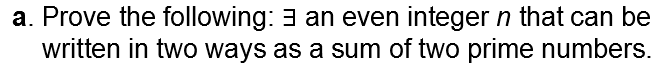 a. Prove the following: ∃ an even integer n that can be
written in two ways as a sum of two prime numbers.